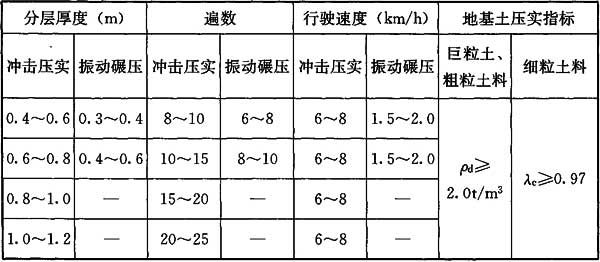 分层厚度（m） 遍数 行驶速度（km/h） 地基土压实指标
冲击压实 振动碾压 冲击压实 振动碾压 冲击压实 振动碾压 巨粒土、粗粒土料 细粒土料
0.4～0.6 0.3～0.4 8～10 6～8 6～8 1.5～2.0 ρd≥2.0t/m³ λc≥0.97
0.6～0.8 0.4～0.6 10～15 8～10 6～8 1.5～2.0
0.8～1.0 — 15～20 — 6～8 —
1.0～1.2 — 20～25 — 6～8 —